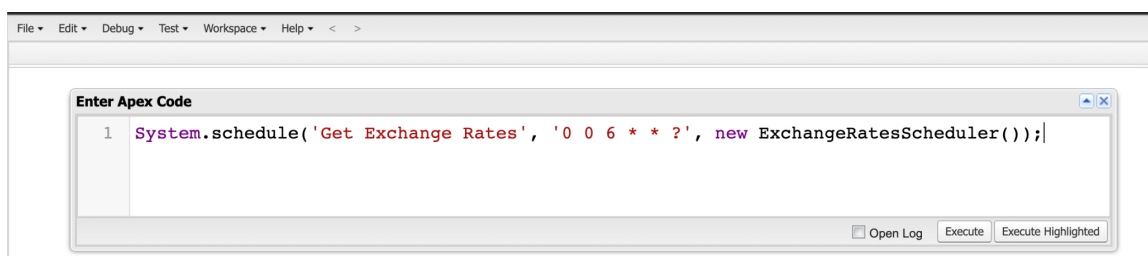 File Edit Debug Test Workspace Help < >
Enter Apex Code
1 System.schedule('Get Exchange Rates', '0 0 6 * * ?', new ExchangeRatesScheduler());
Open Log Execute Execute Highlighted